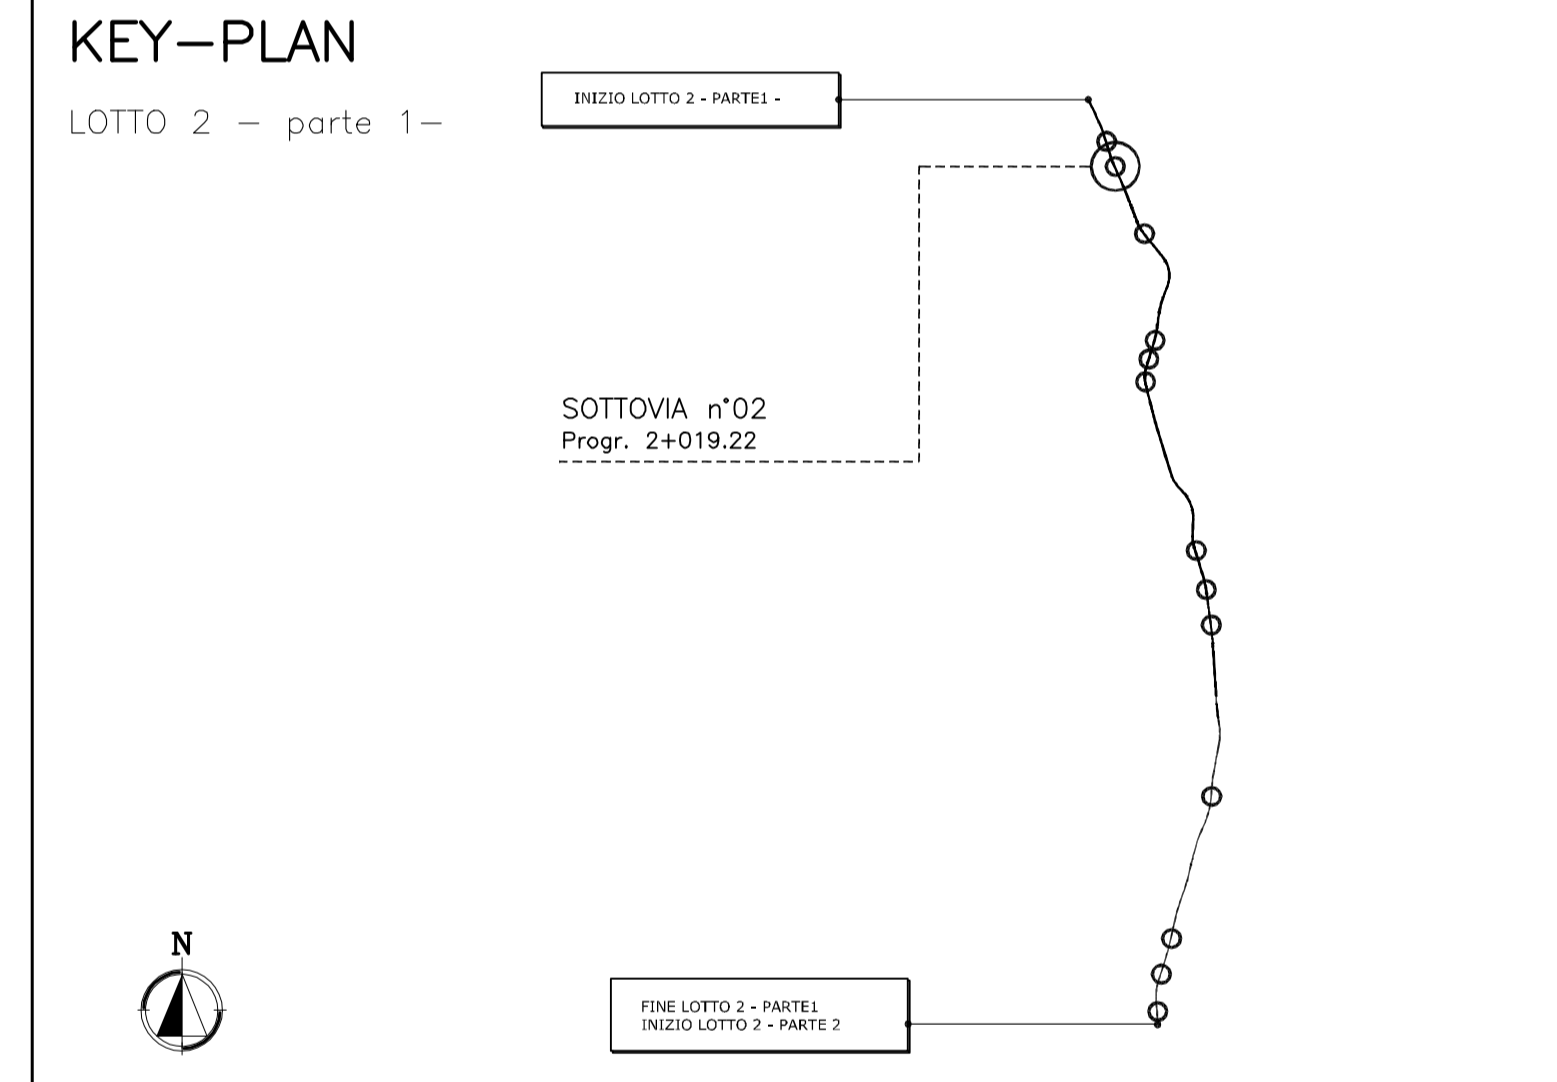 KEY-PLAN
LOTTO 2 - parte 1-
INIZIO LOTTO 2 - PARTE1 -
SOTTOVIA n°02
Progr. 2+019.22
N
FINE LOTTO 2 - PARTE1
INIZIO LOTTO 2 - PARTE 2